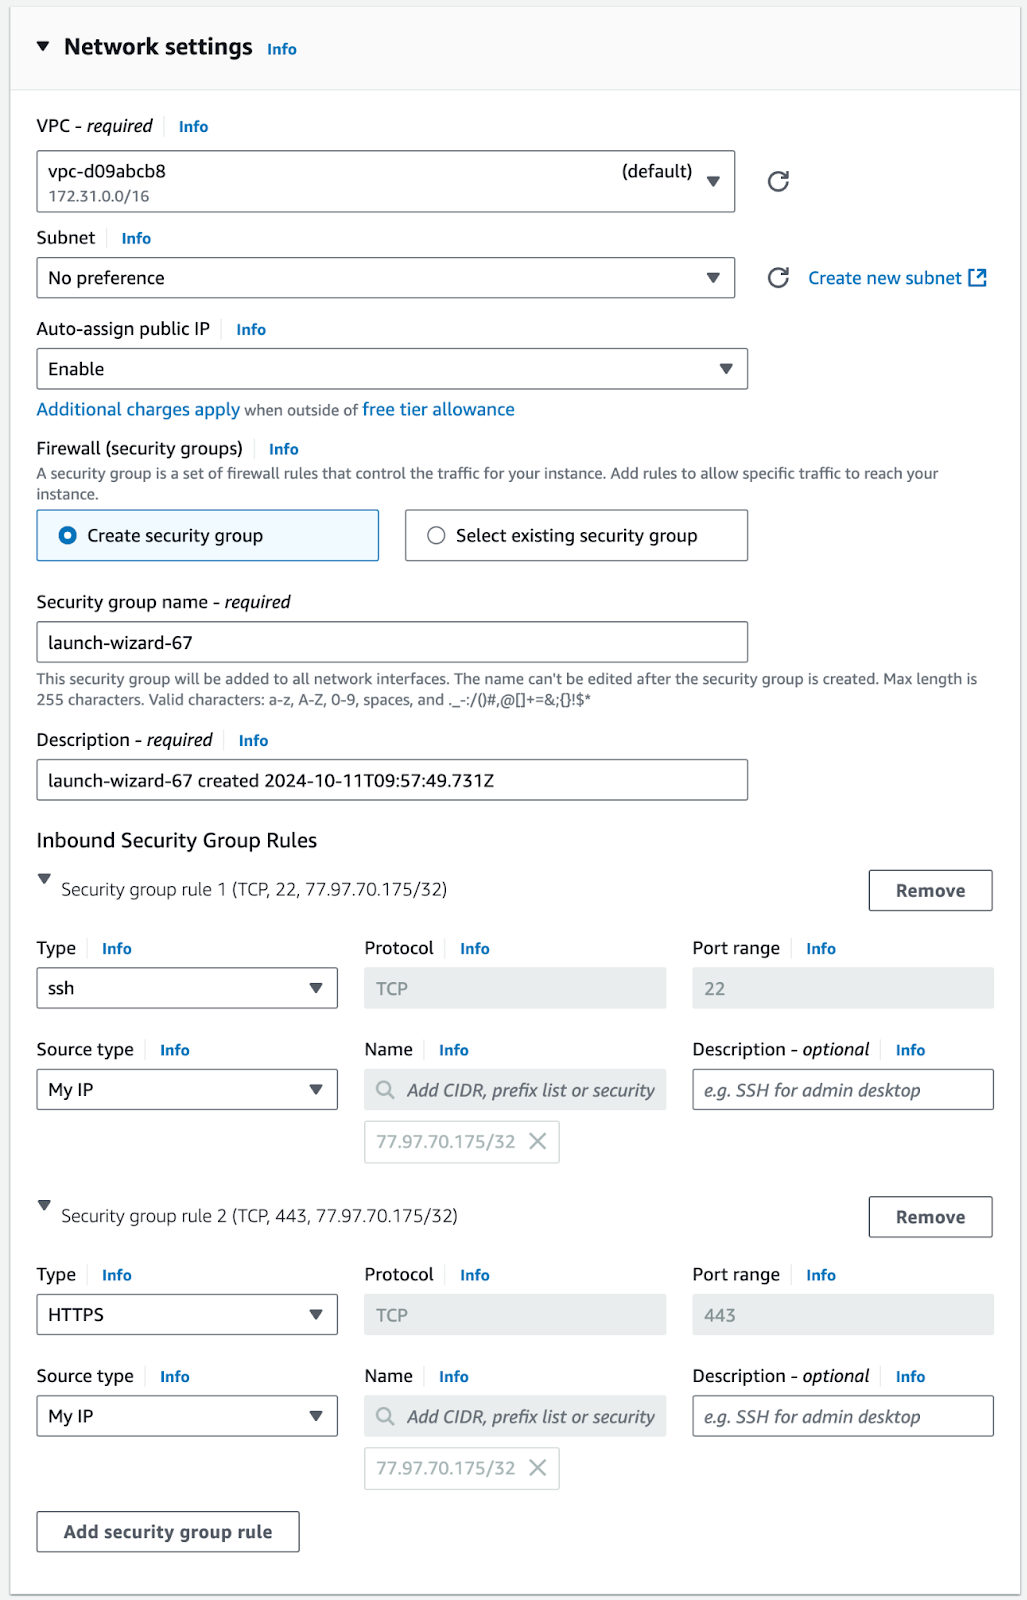 Network settings Info
VPC - required Info
vpc-d09abcb8 (default)
172.31.0.0/16
Subnet Info
No preference
Create new subnet
Auto-assign public IP Info
Enable
Additional charges apply when outside of free tier allowance
Firewall (security groups) Info
A security group is a set of firewall rules that control the traffic for your instance. Add rules to allow specific traffic to reach your
instance.
Create security group
Select existing security group
Security group name - required
launch-wizard-67
This security group will be added to all network interfaces. The name can't be edited after the security group is created. Max length is
255 characters. Valid characters: a-z, A-Z, 0-9, spaces, and ._-:/()#,@[]+=&;{}!$*
Description - required Info
launch-wizard-67 created 2024-10-11T09:57:49.731Z
Inbound Security Group Rules
Security group rule 1 (TCP, 22, 77.97.70.175/32)
Remove
Type Info Protocol Info Port range Info
ssh TCP 22
Source type Info Name Info Description - optional Info
My IP Add CIDR, prefix list or security e.g. SSH for admin desktop
77.97.70.175/32
Security group rule 2 (TCP, 443, 77.97.70.175/32)
Remove
Type Info Protocol Info Port range Info
HTTPS TCP 443
Source type Info Name Info Description - optional Info
My IP Add CIDR, prefix list or security e.g. SSH for admin desktop
77.97.70.175/32
Add security group rule